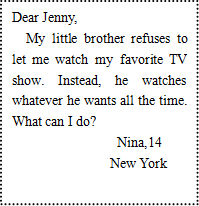 Dear Jenny,
My little brother refuses to
let me watch my favorite TV
show. Instead, he watches
whatever he wants all the time.
What can I do?
Nina,14
New York